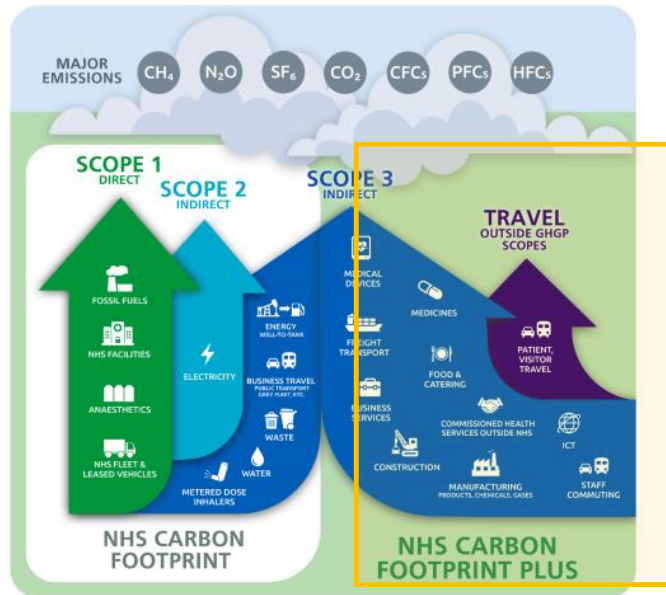 MAJOR
EMISSIONS
CH₄
N₂O
SF₆
CO₂
CFCs
PFCs
HFCs
SCOPE 1
DIRECT
SCOPE 2
INDIRECT
SCOPE 3
INDIRECT
TRAVEL
OUTSIDE GHGP
SCOPES
FOSSIL FUELS
NHS FACILITIES
ANAESTHETICS
NHS FLEET &
LEASED VEHICLES
ELECTRICITY
ENERGY
WELL-TO-TANK
BUSINESS TRAVEL
PUBLIC TRANSPORT
GREY FLEET, ETC.
WASTE
WATER
METERED DOSE
INHALERS
MEDICAL
DEVICES
FREIGHT
TRANSPORT
BUSINESS
SERVICES
CONSTRUCTION
MEDICINES
FOOD &
CATERING
COMMISSIONED HEALTH
SERVICES OUTSIDE NHS
MANUFACTURING
PRODUCTS, CHEMICALS, GASES
PATIENT,
VISITOR
TRAVEL
ICT
STAFF
COMMUTING
NHS CARBON
FOOTPRINT
NHS CARBON
FOOTPRINT PLUS